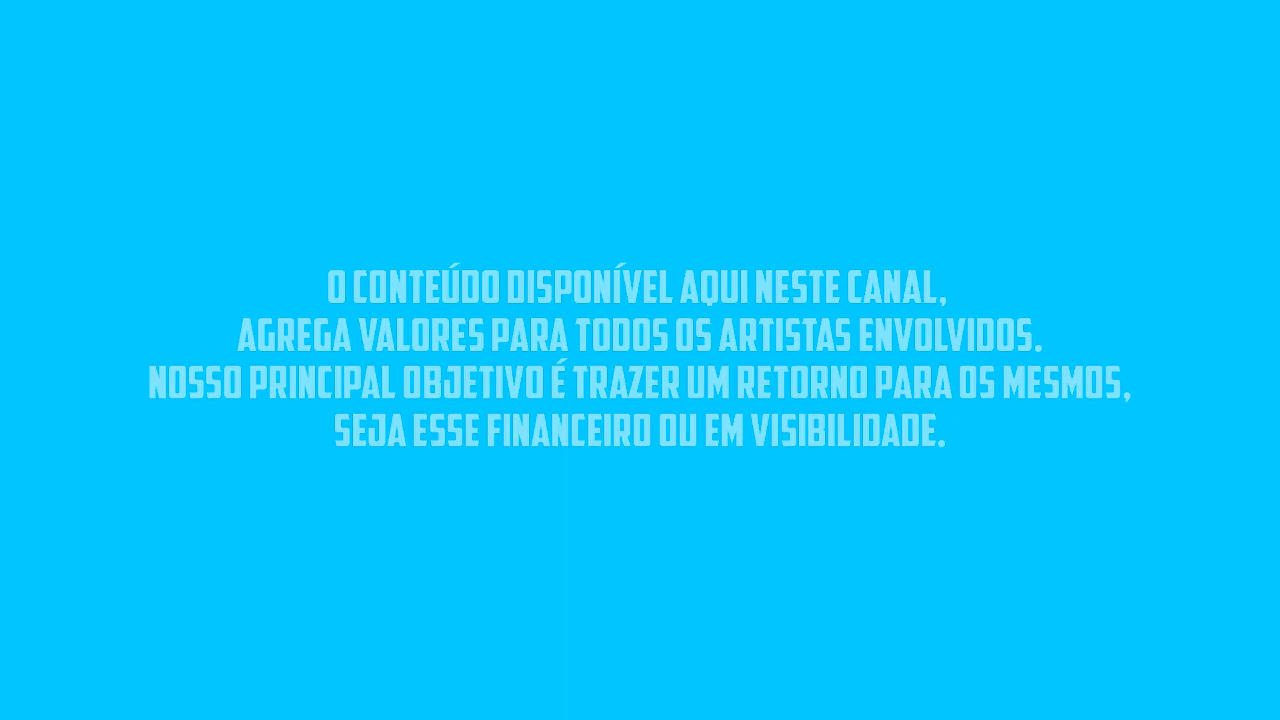 O CONTEÚDO DISPONÍVEL AQUI NESTE CANAL,
AGREGA VALORES PARA TODOS OS ARTISTAS ENVOLVIDOS.
NOSSO PRINCIPAL OBJETIVO É TRAZER UM RETORNO PARA OS MESMOS,
SEJA ESSE FINANCEIRO OU EM VISIBILIDADE.